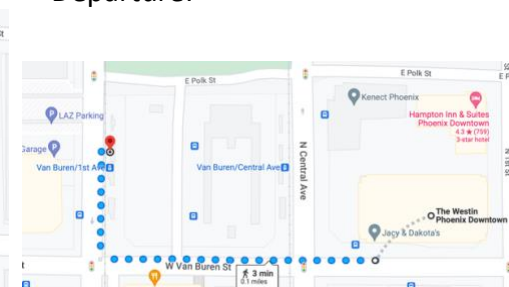 Departure:
st
E Polk St
E Polk St
LAZ Parking
Kenect Phoenix
Hampton Inn & Suites
Phoenix Downtown
4.3 ★ (759)
3-star hotel
Garage
Van Buren/1st Ave
Van Buren/Central Ave
N Central Ave
The Westin
Phoenix Downtown
Jacy & Dakota's
W Van Buren St
3 min
0.1 miles